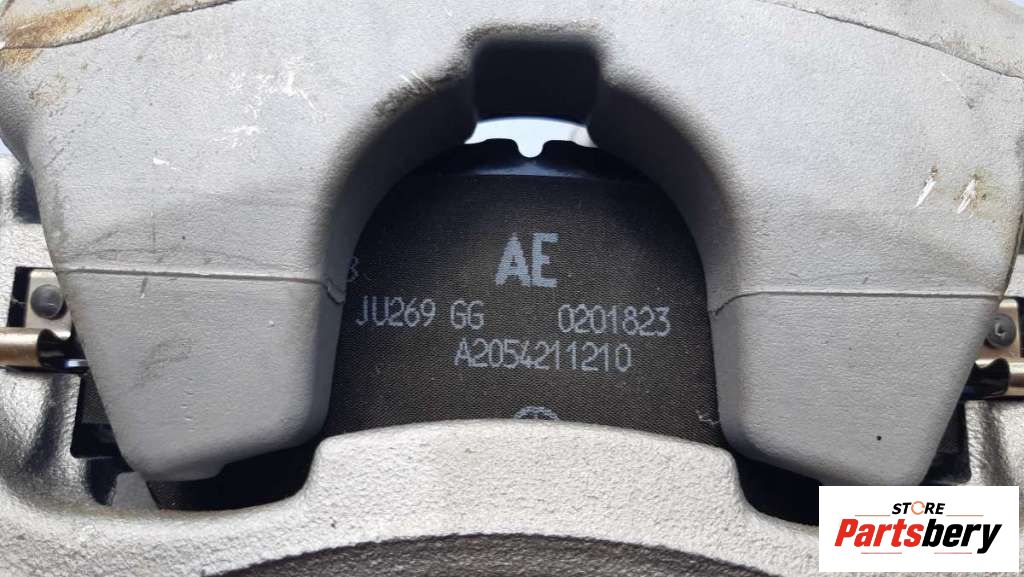 AE
JU269 GG 0201823
A2054211210
STORE
Partsbery